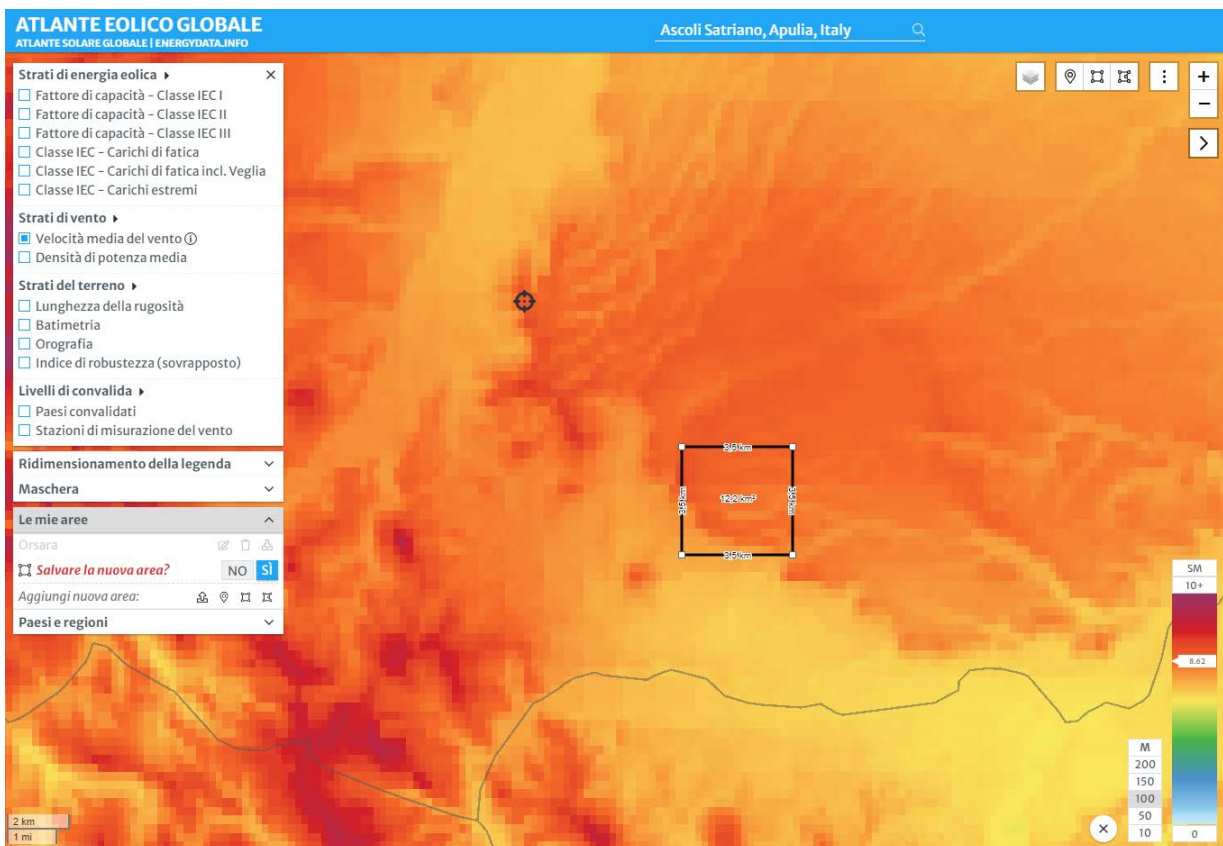 ATLANTE EOLICO GLOBALE
ATLANTE SOLARE GLOBALE | ENERGYDATA.INFO
Ascoli Satriano, Apulia, Italy
Strati di energia eolica
Fattore di capacità – Classe IEC I
Fattore di capacità – Classe IEC II
Fattore di capacità – Classe IEC III
Classe IEC – Carichi di fatica
Classe IEC – Carichi di fatica incl. Veglia
Classe IEC – Carichi estremi
Strati di vento
Velocità media del vento
Densità di potenza media
Strati del terreno
Lunghezza della rugosità
Batimetria
Orografia
Indice di robustezza (sovrapposto)
Livelli di convalida
Paesi convalidati
Stazioni di misurazione del vento
Ridimensionamento della legenda
Maschera
Le mie aree
Orsara
Salvare la nuova area? NO SÌ
Aggiungi nuova area:
Paesi e regioni
3,5 km
3,5 km
12,2 km²
3,5 km
3,5 km
SM
10+
8.62
0
M
200
150
100
50
10
2 km
1 mi